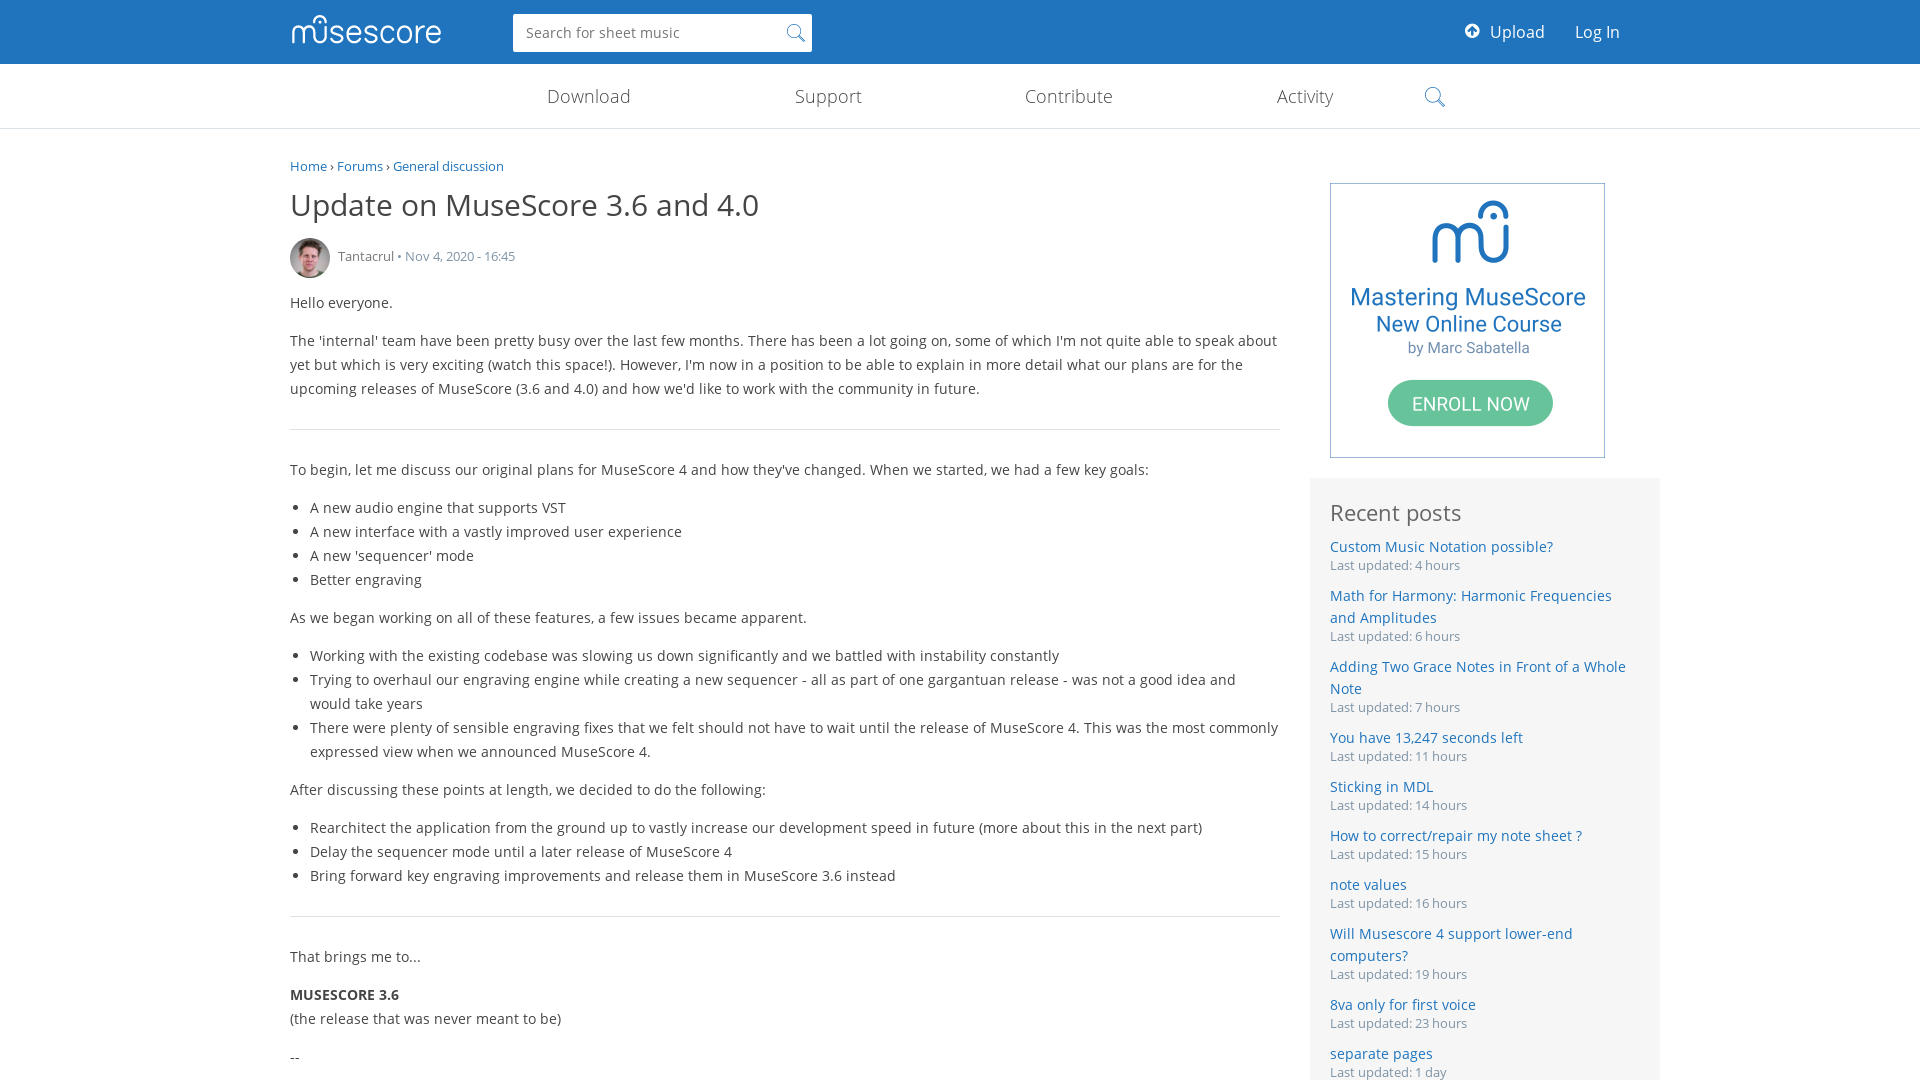 musescore
Search for sheet music
Upload
Log In
Download
Support
Contribute
Activity
Home › Forums › General discussion
Update on MuseScore 3.6 and 4.0
Tantacrul • Nov 4, 2020 - 16:45
Hello everyone.
The 'internal' team have been pretty busy over the last few months. There has been a lot going on, some of which I'm not quite able to speak about
yet but which is very exciting (watch this space!). However, I'm now in a position to be able to explain in more detail what our plans are for the
upcoming releases of MuseScore (3.6 and 4.0) and how we'd like to work with the community in future.
To begin, let me discuss our original plans for MuseScore 4 and how they've changed. When we started, we had a few key goals:
• A new audio engine that supports VST
• A new interface with a vastly improved user experience
• A new 'sequencer' mode
• Better engraving
As we began working on all of these features, a few issues became apparent.
• Working with the existing codebase was slowing us down significantly and we battled with instability constantly
• Trying to overhaul our engraving engine while creating a new sequencer - all as part of one gargantuan release - was not a good idea and
would take years
• There were plenty of sensible engraving fixes that we felt should not have to wait until the release of MuseScore 4. This was the most commonly
expressed view when we announced MuseScore 4.
After discussing these points at length, we decided to do the following:
• Rearchitect the application from the ground up to vastly increase our development speed in future (more about this in the next part)
• Delay the sequencer mode until a later release of MuseScore 4
• Bring forward key engraving improvements and release them in MuseScore 3.6 instead
That brings me to...
MUSESCORE 3.6
(the release that was never meant to be)
--
mu
Mastering MuseScore
New Online Course
by Marc Sabatella
ENROLL NOW
Recent posts
Custom Music Notation possible?
Last updated: 4 hours
Math for Harmony: Harmonic Frequencies
and Amplitudes
Last updated: 6 hours
Adding Two Grace Notes in Front of a Whole
Note
Last updated: 7 hours
You have 13,247 seconds left
Last updated: 11 hours
Sticking in MDL
Last updated: 14 hours
How to correct/repair my note sheet ?
Last updated: 15 hours
note values
Last updated: 16 hours
Will Musescore 4 support lower-end
computers?
Last updated: 19 hours
8va only for first voice
Last updated: 23 hours
separate pages
Last updated: 1 day